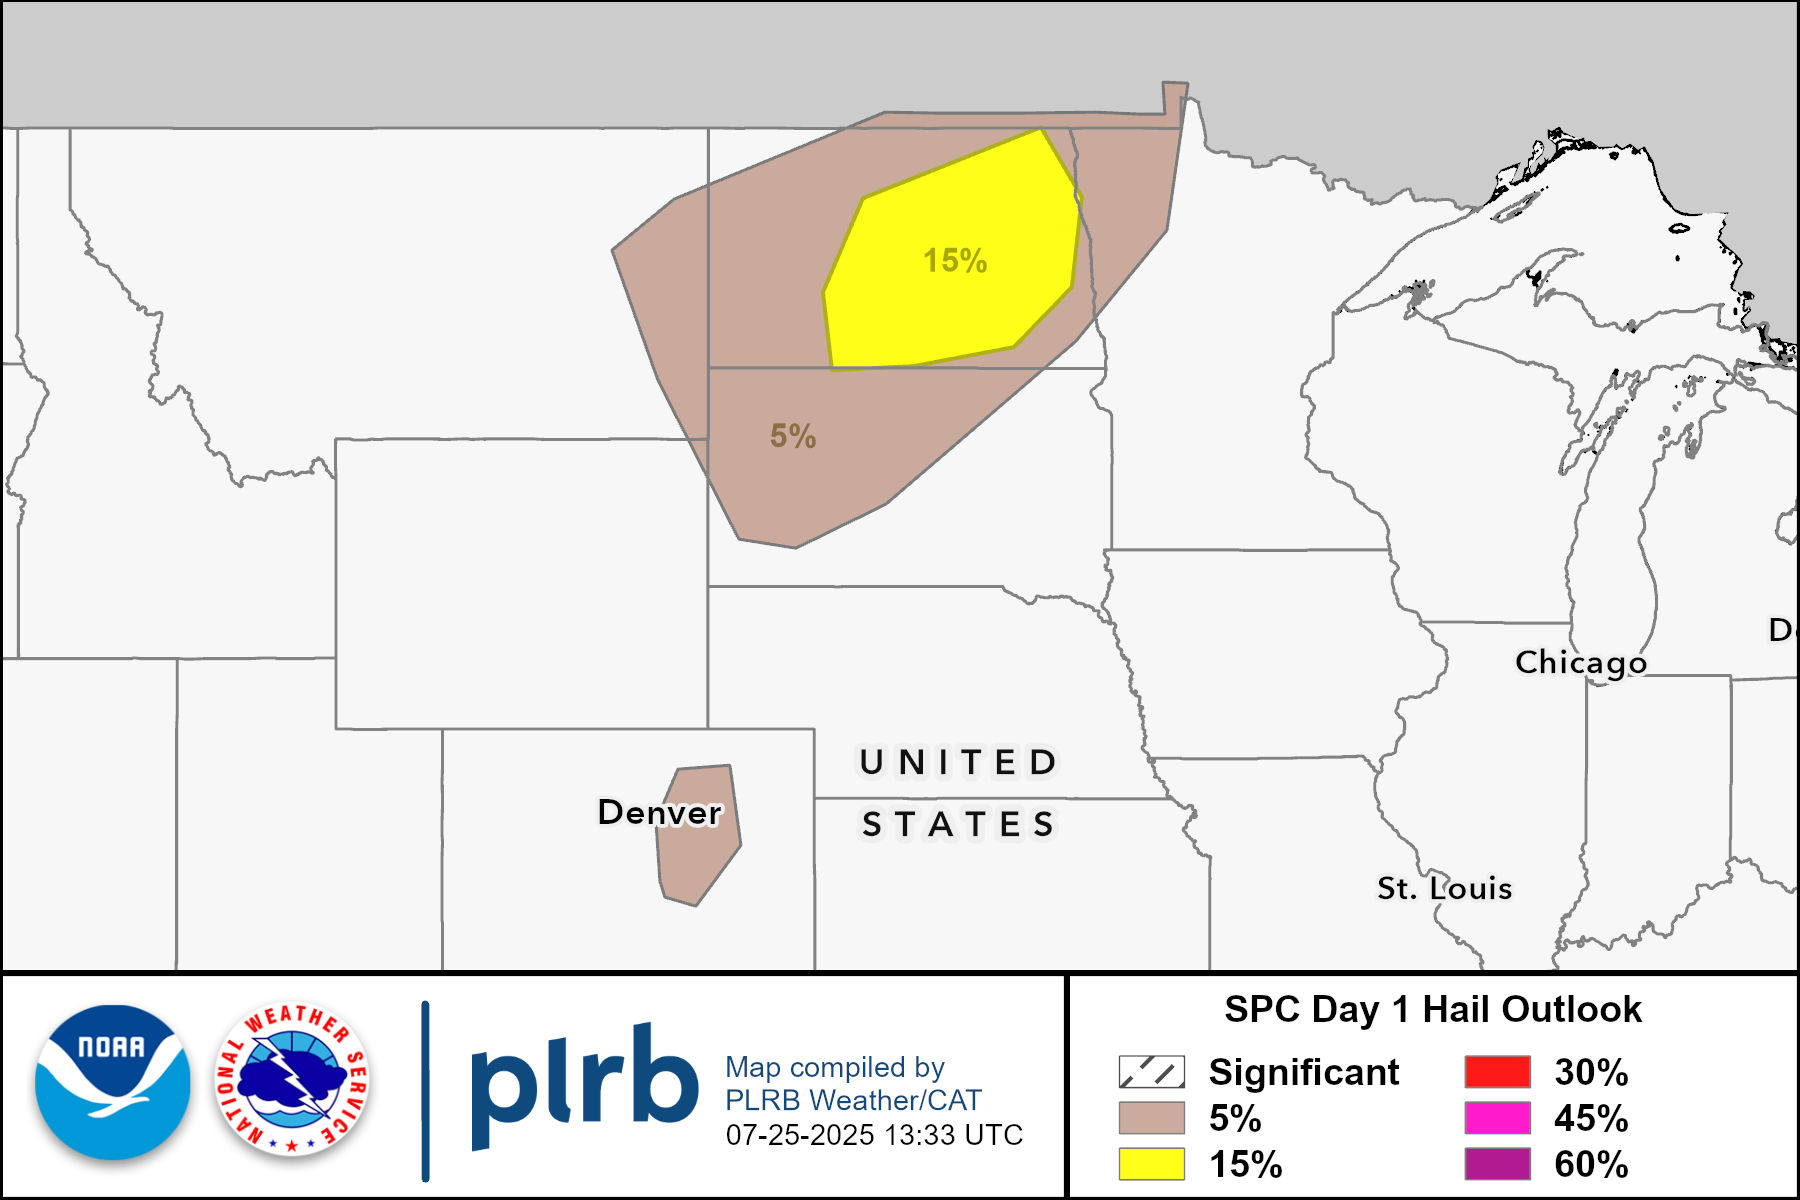 15%
5%
D
Chicago
UNITED
Denver
STATES
St. Louis
NOAA
NATIONAL WEATHER SERVICE
plrb
Map compiled by
PLRB Weather/CAT
07-25-2025 13:33 UTC
SPC Day 1 Hail Outlook
Significant
30%
5%
45%
15%
60%